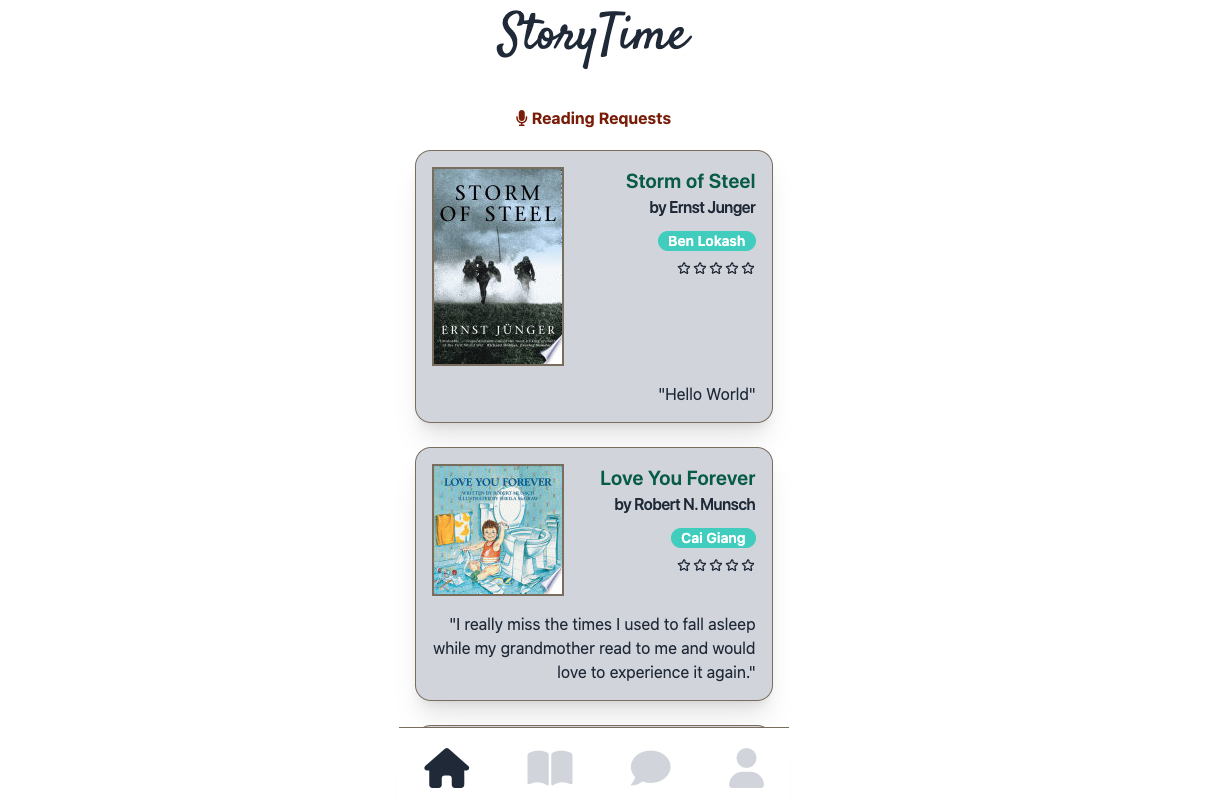 StoryTime
Reading Requests
STORM
OF STEEL
ERNST JÜNGER
Storm of Steel
by Ernst Junger
Ben Lokash
"Hello World"
LOVE YOU FOREVER
WRITTEN BY ROBERT MUNSCH
ILLUSTRATED BY SHEILA McGRAW
Love You Forever
by Robert N. Munsch
Cai Giang
"I really miss the times I used to fall asleep
while my grandmother read to me and would
love to experience it again."